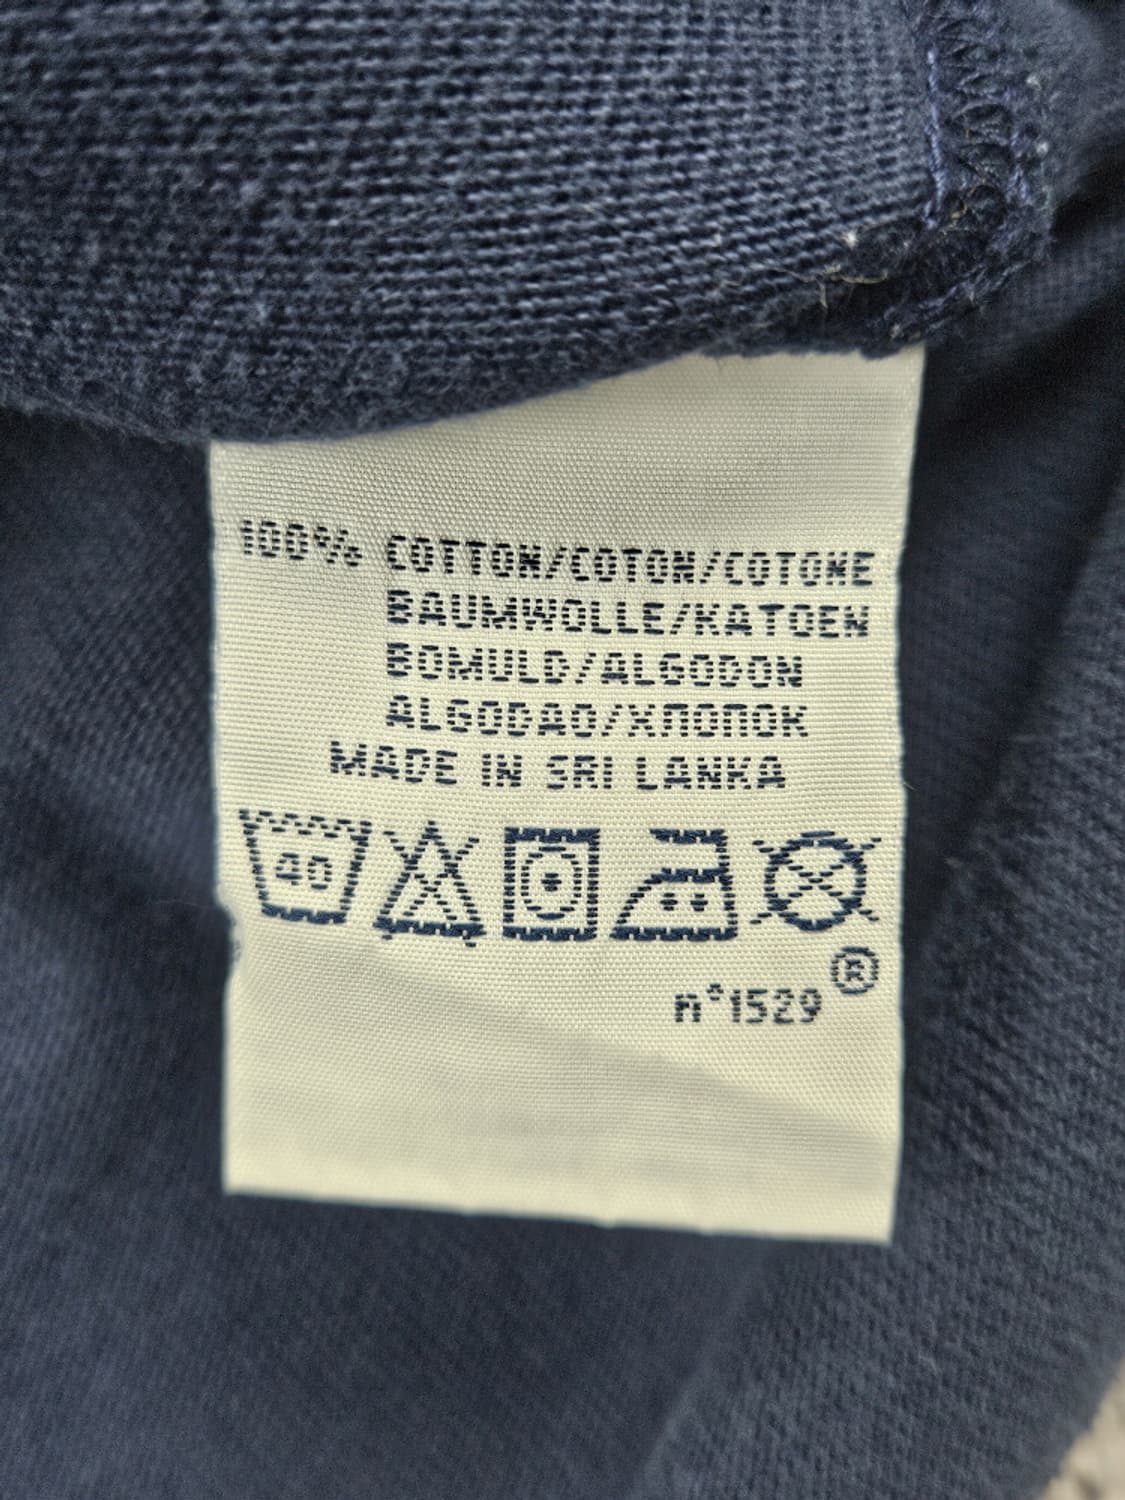 100% COTTON/COTON/COTONE
BAUMWOLLE/KATOEN
BOMULD/ALGODON
ALGODAO/ХЛОПОК
MADE IN SRI LANKA
40
®
n°1529